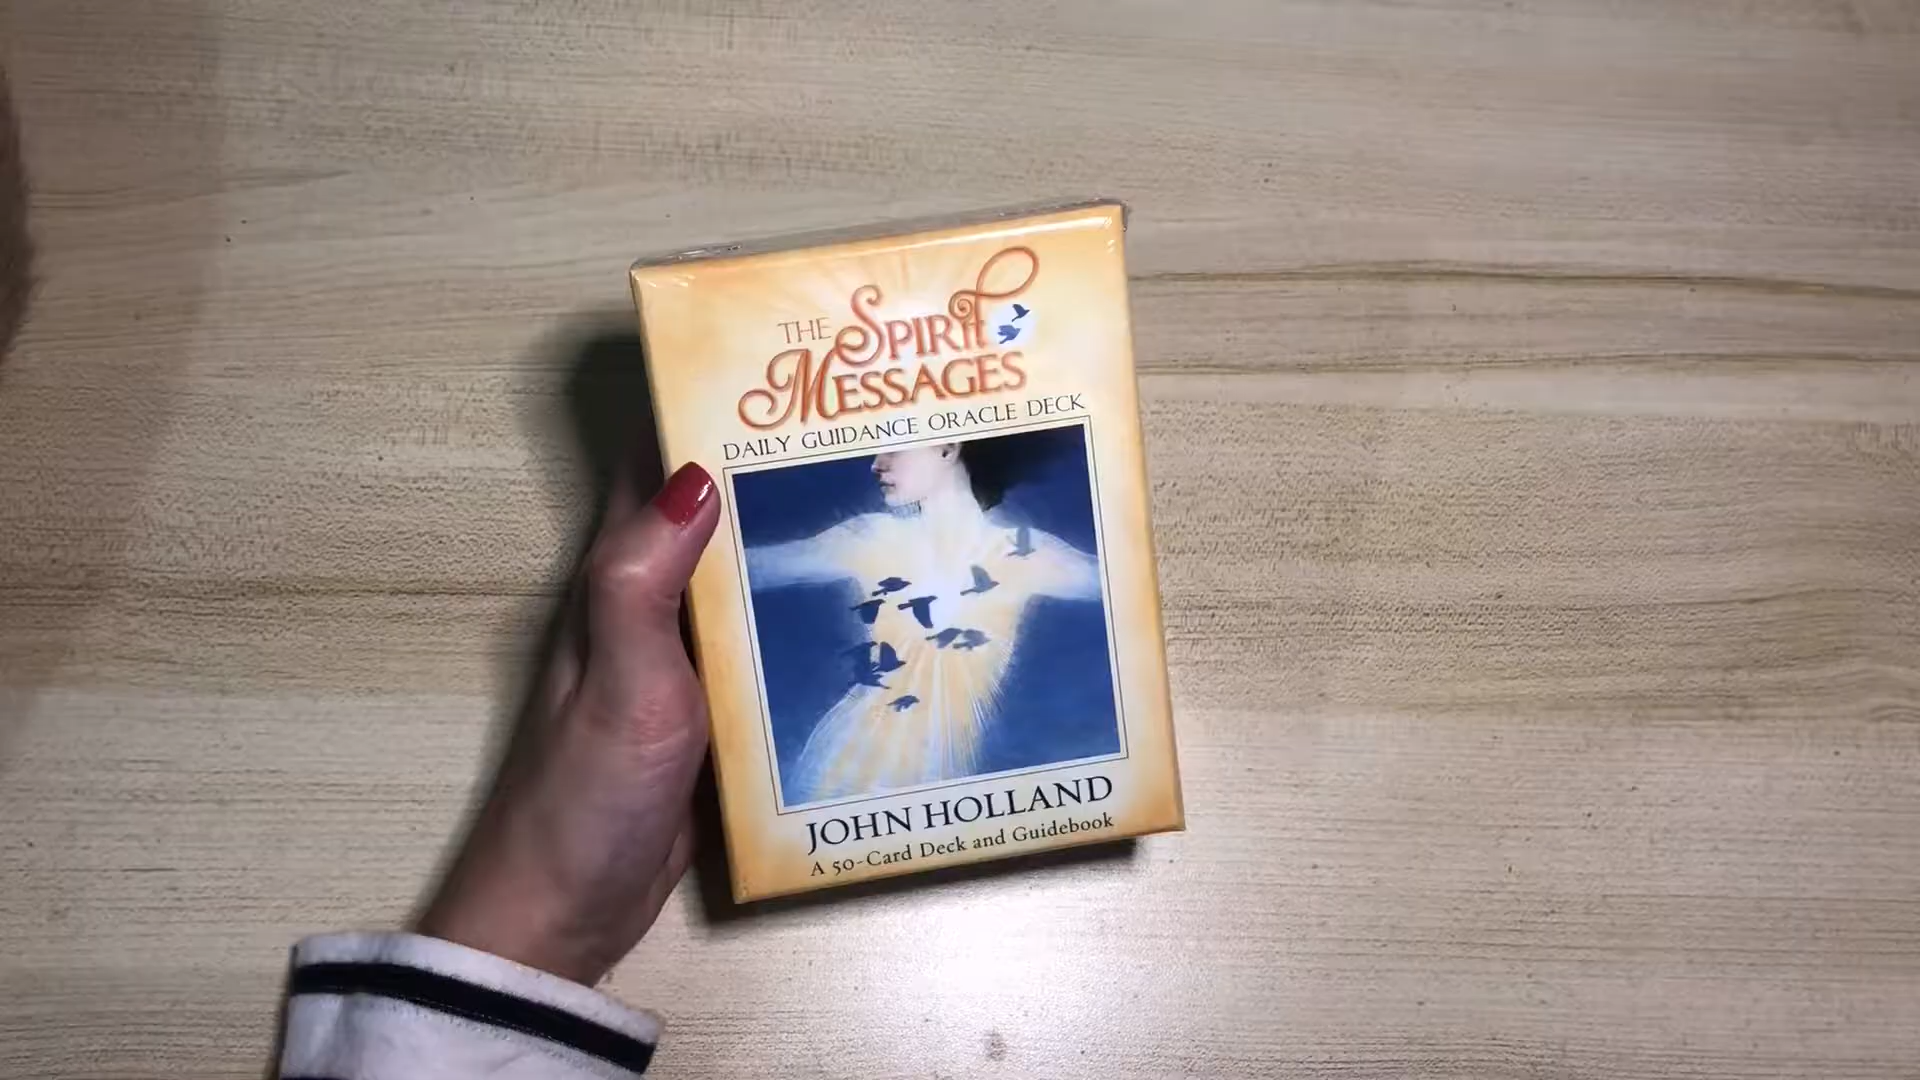 THE SPIRIT
MESSAGES
DAILY GUIDANCE ORACLE DECK
JOHN HOLLAND
A 50-Card Deck and Guidebook